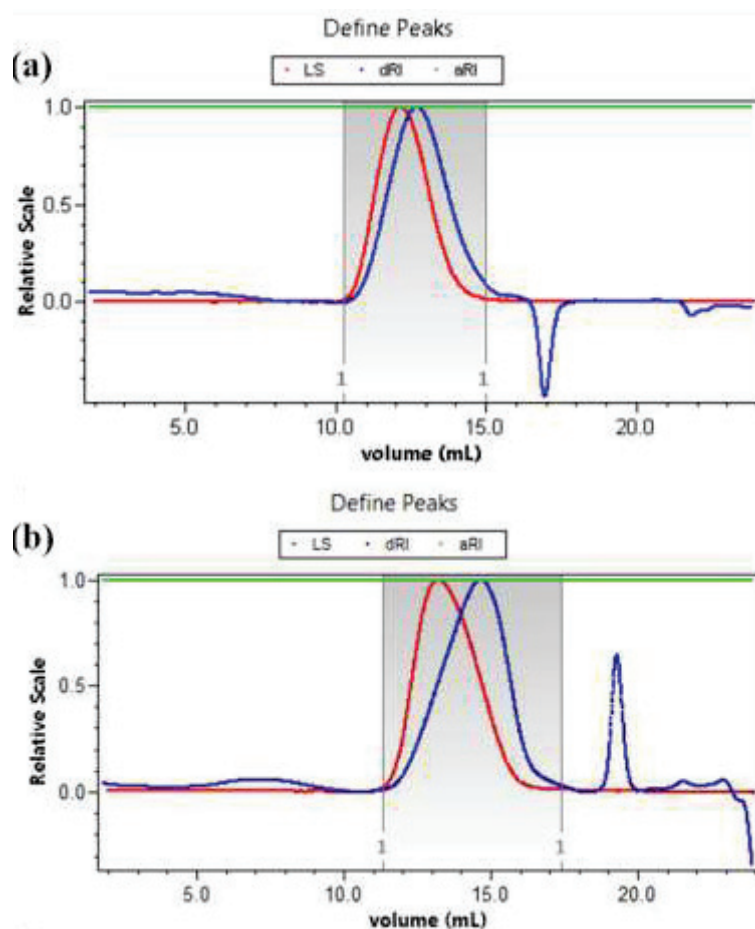 Define Peaks
(a)
LS dRI aRI
1.0
0.5
0.0
Relative Scale
1 1
5.0 10.0 15.0 20.0
volume (mL)
Define Peaks
(b)
LS dRI aRI
1.0
0.5
0.0
Relative Scale
1 1
5.0 10.0 15.0 20.0
volume (mL)